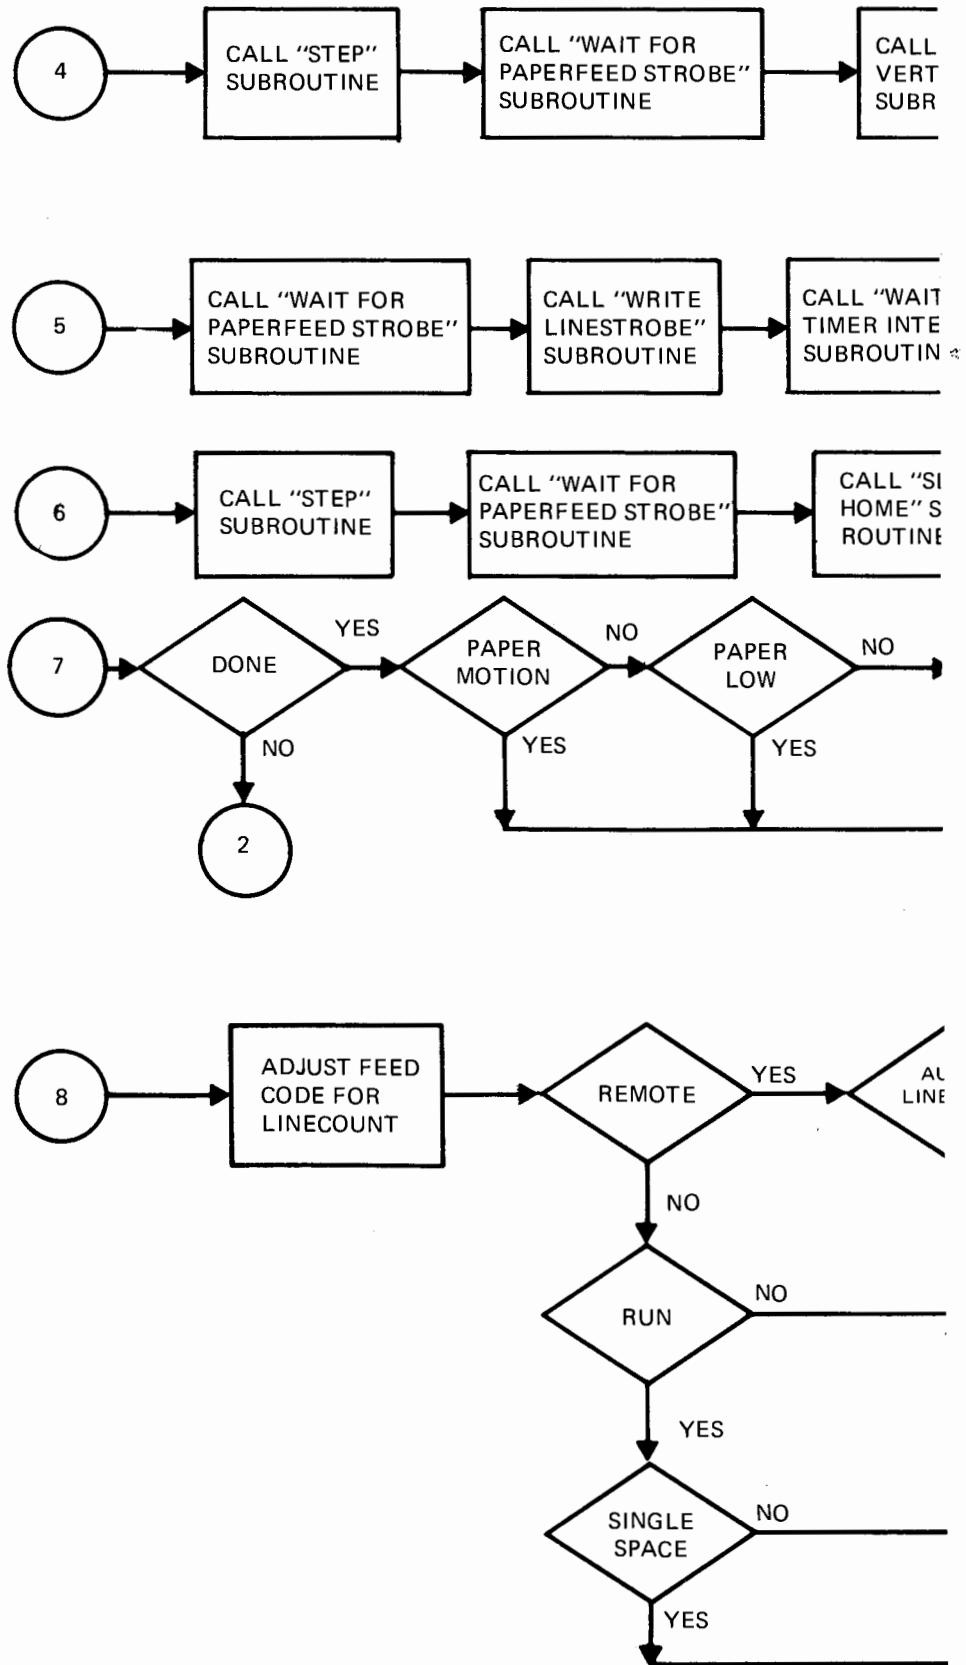 4
CALL "STEP"
SUBROUTINE
CALL "WAIT FOR
PAPERFEED STROBE"
SUBROUTINE
CALL
VERT
SUBR
5
CALL "WAIT FOR
PAPERFEED STROBE"
SUBROUTINE
CALL "WRITE
LINESTROBE"
SUBROUTINE
CALL "WAIT
TIMER INTE
SUBROUTIN
6
CALL "STEP"
SUBROUTINE
CALL "WAIT FOR
PAPERFEED STROBE"
SUBROUTINE
CALL
HOME" S
ROUTINE
7
DONE
YES
PAPER
MOTION
NO
PAPER
LOW
NO
NO
YES
YES
2
8
ADJUST FEED
CODE FOR
LINECOUNT
REMOTE
YES
LINE
NO
RUN
NO
YES
SINGLE
SPACE
NO
YES